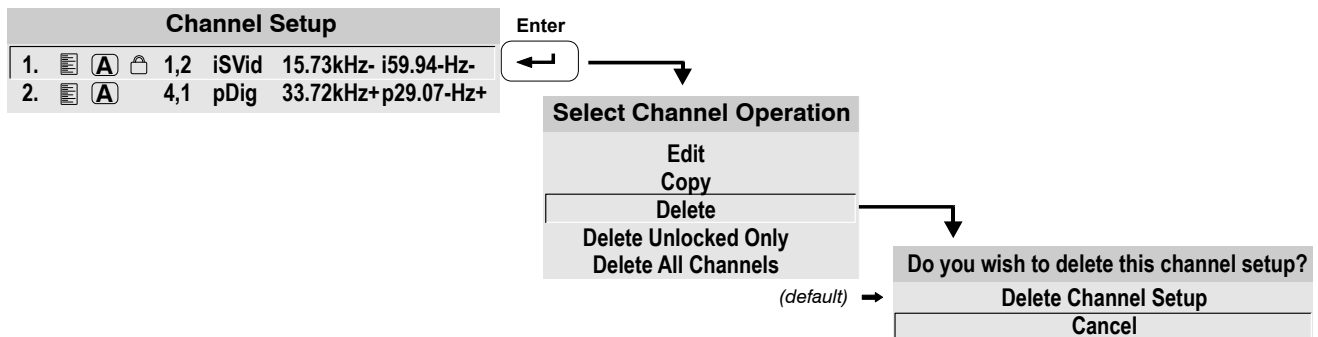 Channel Setup
Enter
1. A 1,2 iSVid 15.73kHz- i59.94-Hz-
2. A 4,1 pDig 33.72kHz+p29.07-Hz+
Select Channel Operation
Edit
Copy
Delete
Delete Unlocked Only
Delete All Channels
Do you wish to delete this channel setup?
(default)
Delete Channel Setup
Cancel